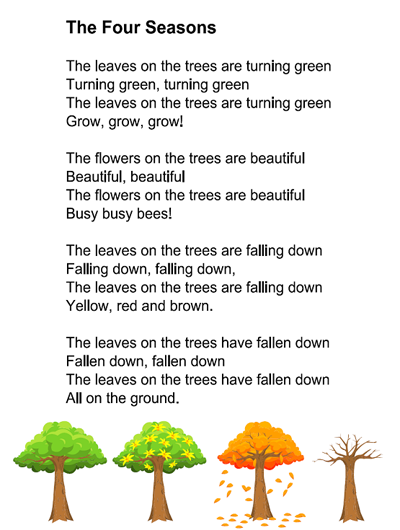 The Four Seasons
The leaves on the trees are turning green
Turning green, turning green
The leaves on the trees are turning green
Grow, grow, grow!
The flowers on the trees are beautiful
Beautiful, beautiful
The flowers on the trees are beautiful
Busy busy bees!
The leaves on the trees are falling down
Falling down, falling down,
The leaves on the trees are falling down
Yellow, red and brown.
The leaves on the trees have fallen down
Fallen down, fallen down
The leaves on the trees have fallen down
All on the ground.